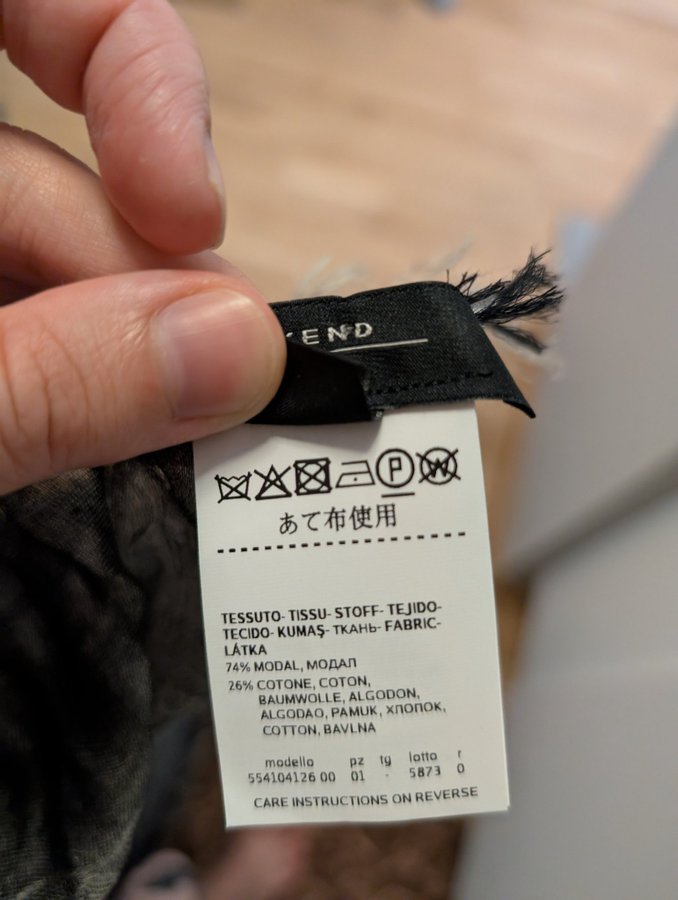 あて布使用
TESSUTO- TISSU- STOFF- TEJIDO-
TECIDO- KUMAŞ- ТКАНЬ- FABRIC-
LÁTKA
74% MODAL, МОДАЛ
26% COTONE, COTON,
BAUMWOLLE, ALGODON,
ALGODAO, PAMUK, ХЛОПОК,
COTTON, BAVLNA
modello pz tg lotto r
554104126 00 01 - 5873 0
CARE INSTRUCTIONS ON REVERSE